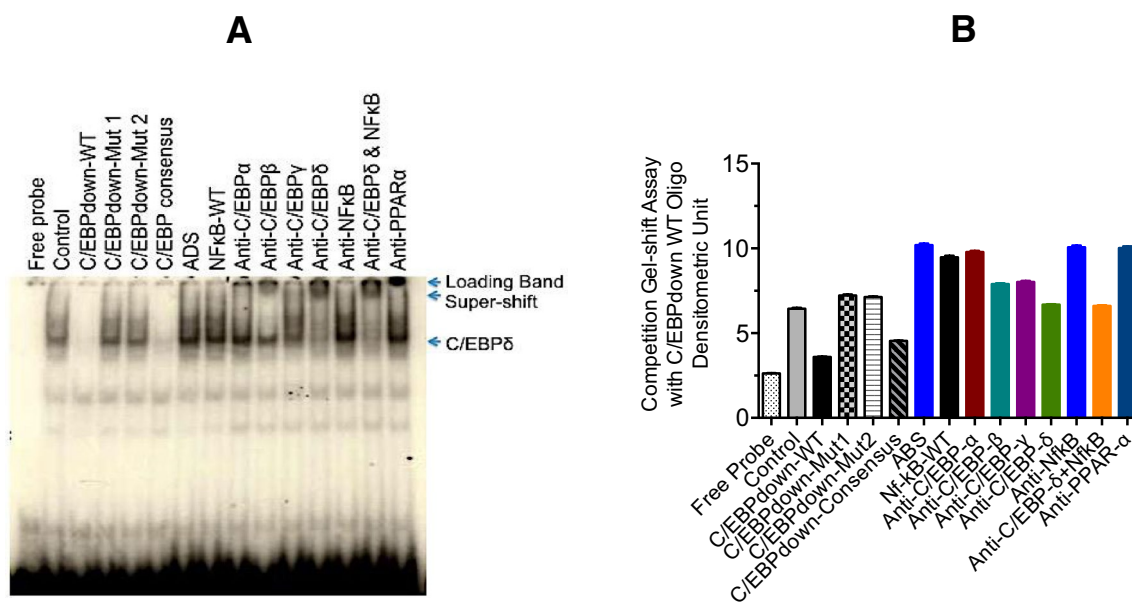 A
Free probe
Control
C/EBPdown-WT
C/EBPdown-Mut 1
C/EBPdown-Mut 2
C/EBP consensus
ADS
NFκB-WT
Anti-C/EBPα
Anti-C/EBPβ
Anti-C/EBPγ
Anti-C/EBPδ
Anti-NFκB
Anti-C/EBPδ & NFκB
Anti-PPARα
Loading Band
Super-shift
C/EBPδ
B
Competition Gel-shift Assay
with C/EBPdown WT Oligo
Densitometric Unit
15
10
5
0
Free Probe
Control
C/EBPdown-WT
C/EBPdown-Mut1
C/EBPdown-Mut2
C/EBPdown-Consensus
ABS
Nf-kB-WT
Anti-C/EBP-α
Anti-C/EBP-β
Anti-C/EBP-γ
Anti-C/EBP-δ
Anti-NfkB
Anti-C/EBP-δ+NfkB
Anti-PPAR-α